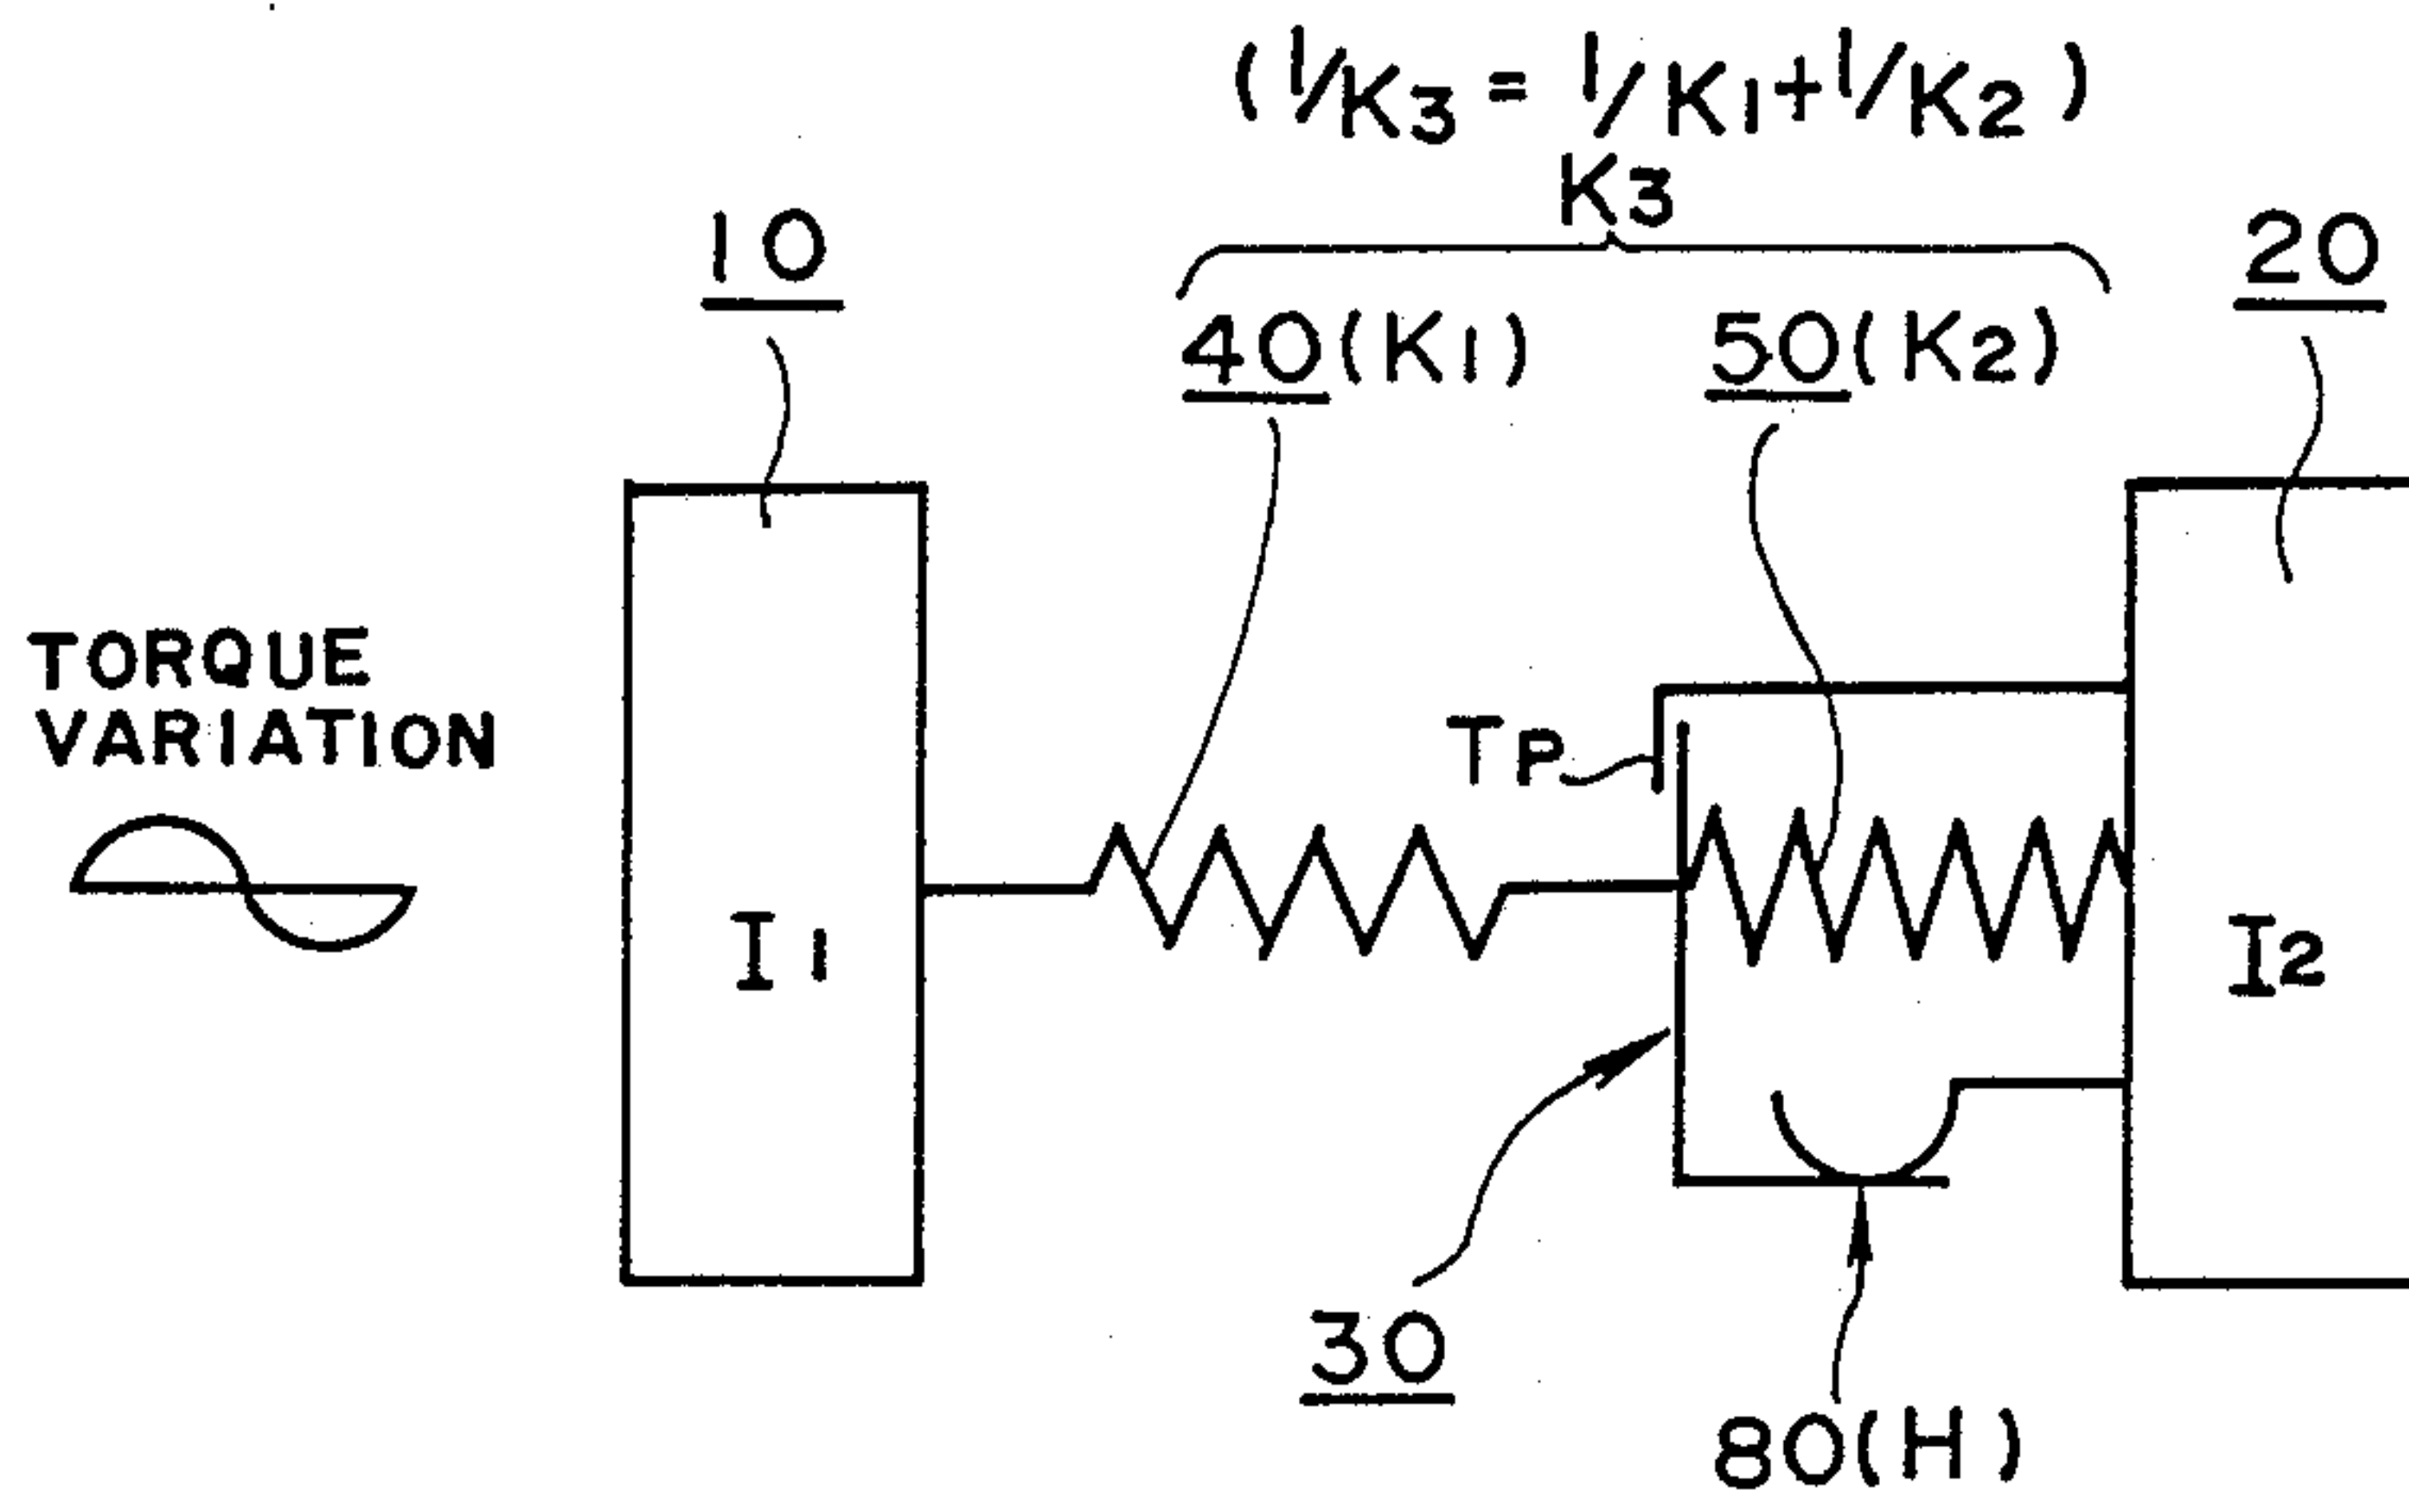 (1/K3 = 1/K1+1/K2)
K3
10
20
40(K1)
50(K2)
TORQUE
VARIATION
TP
I1
I2
30
80(H)